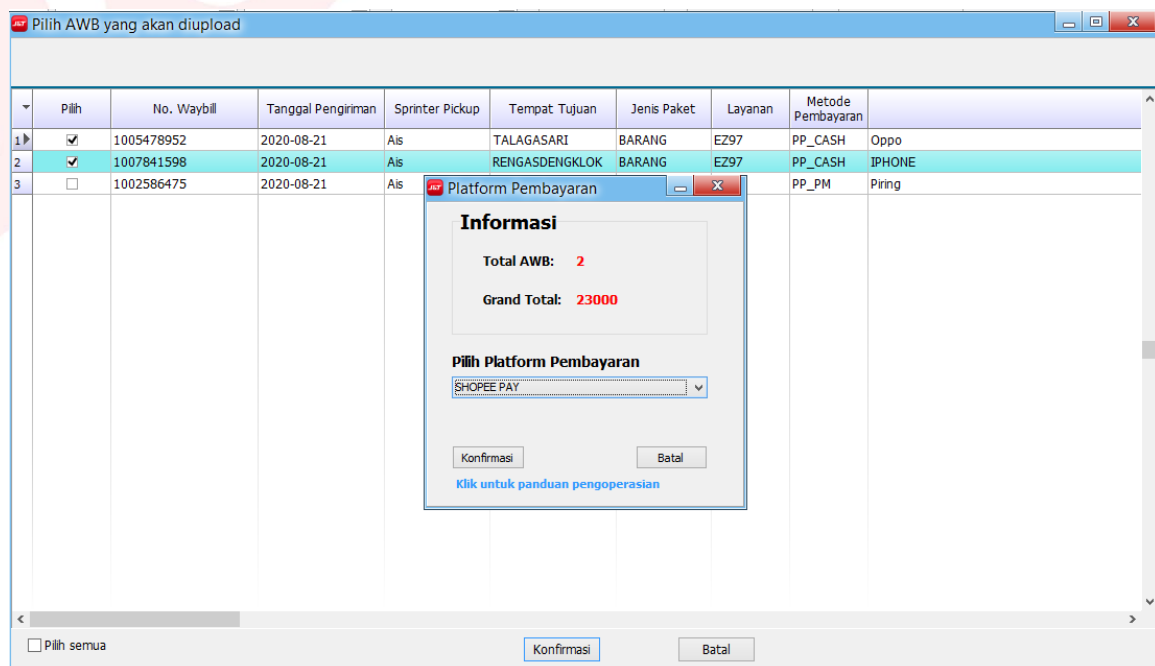 J&T Pilih AWB yang akan diupload
Pilih No. Waybill Tanggal Pengiriman Sprinter Pickup Tempat Tujuan Jenis Paket Layanan Metode Pembayaran
1 1005478952 2020-08-21 Ais TALAGASARI BARANG EZ97 PP_CASH Oppo
2 1007841598 2020-08-21 Ais RENGASDENGKLOK BARANG EZ97 PP_CASH IPHONE
3 1002586475 2020-08-21 Ais PP_PM Piring
J&T Platform Pembayaran
Informasi
Total AWB: 2
Grand Total: 23000
Pilih Platform Pembayaran
SHOPEE PAY
Konfirmasi Batal
Klik untuk panduan pengoperasian
Pilih semua Konfirmasi Batal